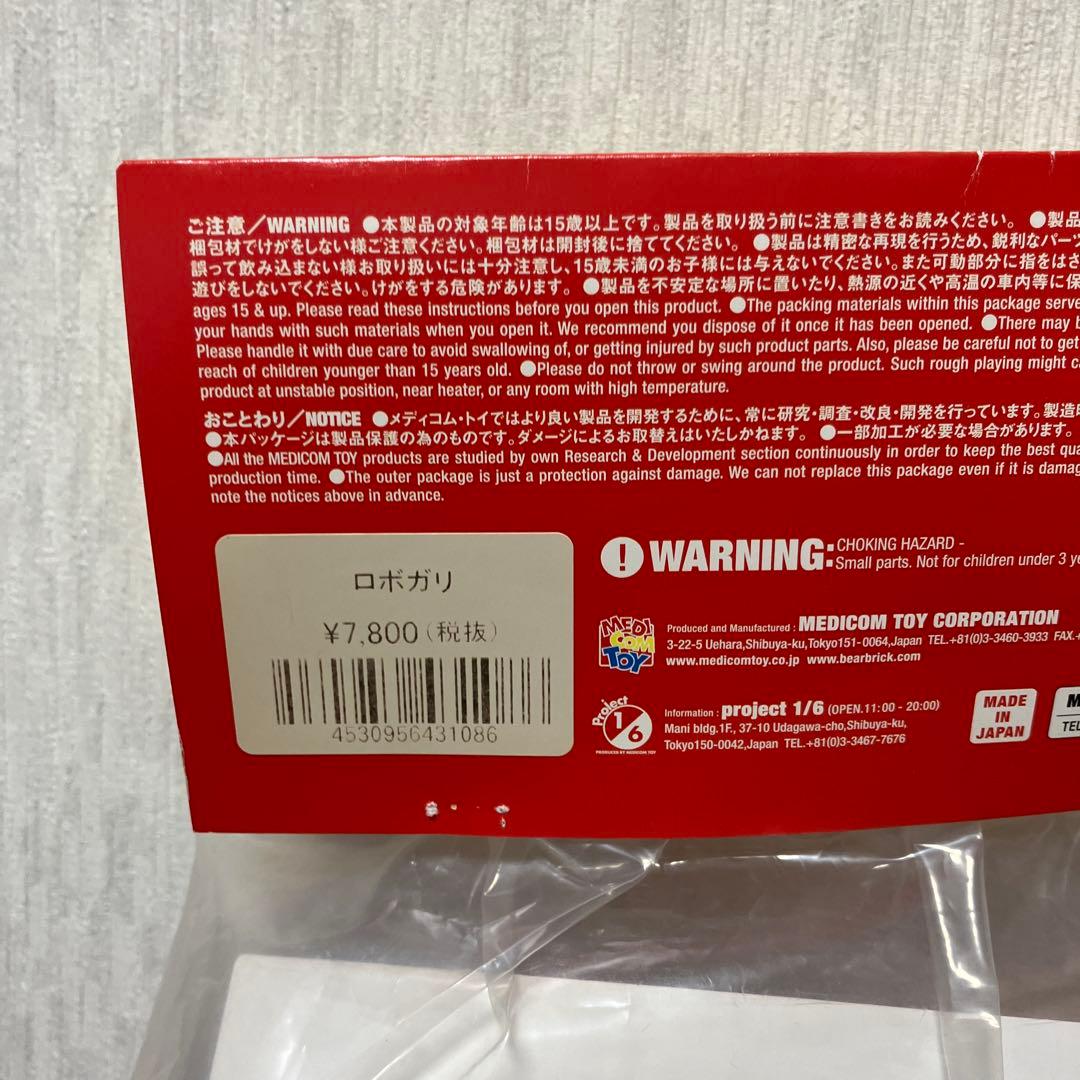 ご注意／WARNING ●本製品の対象年齢は15歳以上です。製品を取り扱う前に注意書きをお読みください。 ●製品
梱包材でけがをしない様ご注意ください。梱包材は開封後に捨ててください。 ●製品は精密な再現を行うため、鋭利なパーツ
誤って飲み込まない様お取り扱いには十分注意し、15歳未満のお子様には与えないでください。また可動部分に指をはさ
遊びをしないでください。けがをする危険があります。 ●製品を不安定な場所に置いたり、熱源の近くや高温の車内等に保
ages 15 & up. Please read these instructions before you open this product. ●The packing materials within this package serve
your hands with such materials when you open it. We recommend you dispose of it once it has been opened. ●There may b
Please handle it with due care to avoid swallowing of, or getting injured by such product parts. Also, please be careful not to get
reach of children younger than 15 years old. ●Please do not throw or swing around the product. Such rough playing might ca
product at unstable position, near heater, or any room with high temperature.
おことわり／NOTICE ●メディコム・トイではより良い製品を開発するために、常に研究・調査・改良・開発を行っています。製造
●本パッケージは製品保護の為のものです。ダメージによるお取替えはいたしかねます。 ●一部加工が必要な場合があります。
●All the MEDICOM TOY products are studied by own Research & Development section continuously in order to keep the best qua
production time. ●The outer package is just a protection against damage. We can not replace this package even if it is damag
note the notices above in advance.
ロボガリ
¥7,800(税抜)
4530956431086
! WARNING: CHOKING HAZARD -
Small parts. Not for children under 3 ye
MEDICOM TOY
Produced and Manufactured : MEDICOM TOY CORPORATION
3-22-5 Uehara,Shibuya-ku,Tokyo151-0064,Japan TEL.+81(0)3-3460-3933 FAX.+
www.medicomtoy.co.jp www.bearbrick.com
Project 1/6
PRODUCED BY MEDICOM TOY
Information : project 1/6 (OPEN.11:00 - 20:00)
Mani bldg.1F., 37-10 Udagawa-cho,Shibuya-ku,
Tokyo150-0042,Japan TEL.+81(0)3-3467-7676
MADE
IN
JAPAN
M
TEL